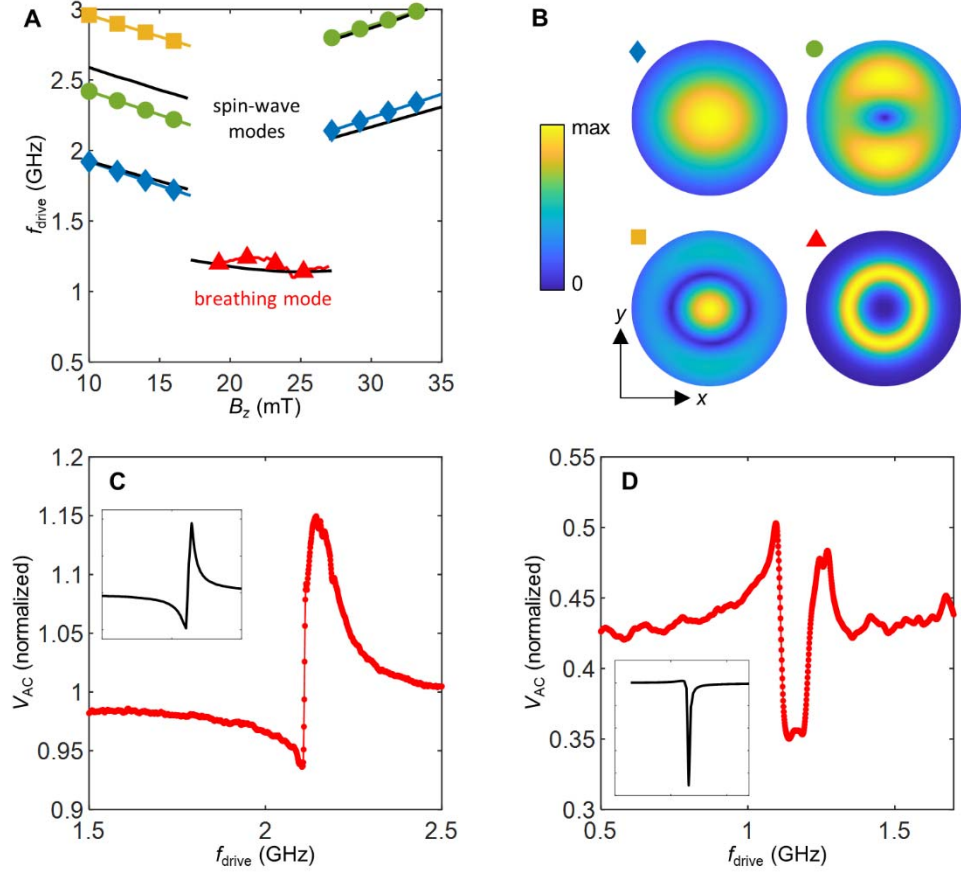 A
3
2.5
2
1.5
1
0.5
f_drive (GHz)
spin-wave
modes
breathing mode
10
15
20
25
30
35
B_z (mT)
B
max
0
y
x
C
1.2
1.15
1.1
1.05
1
0.95
0.9
V_AC (normalized)
1.5
2
2.5
f_drive (GHz)
D
0.55
0.5
0.45
0.4
0.35
0.3
V_AC (normalized)
0.5
1
1.5
f_drive (GHz)